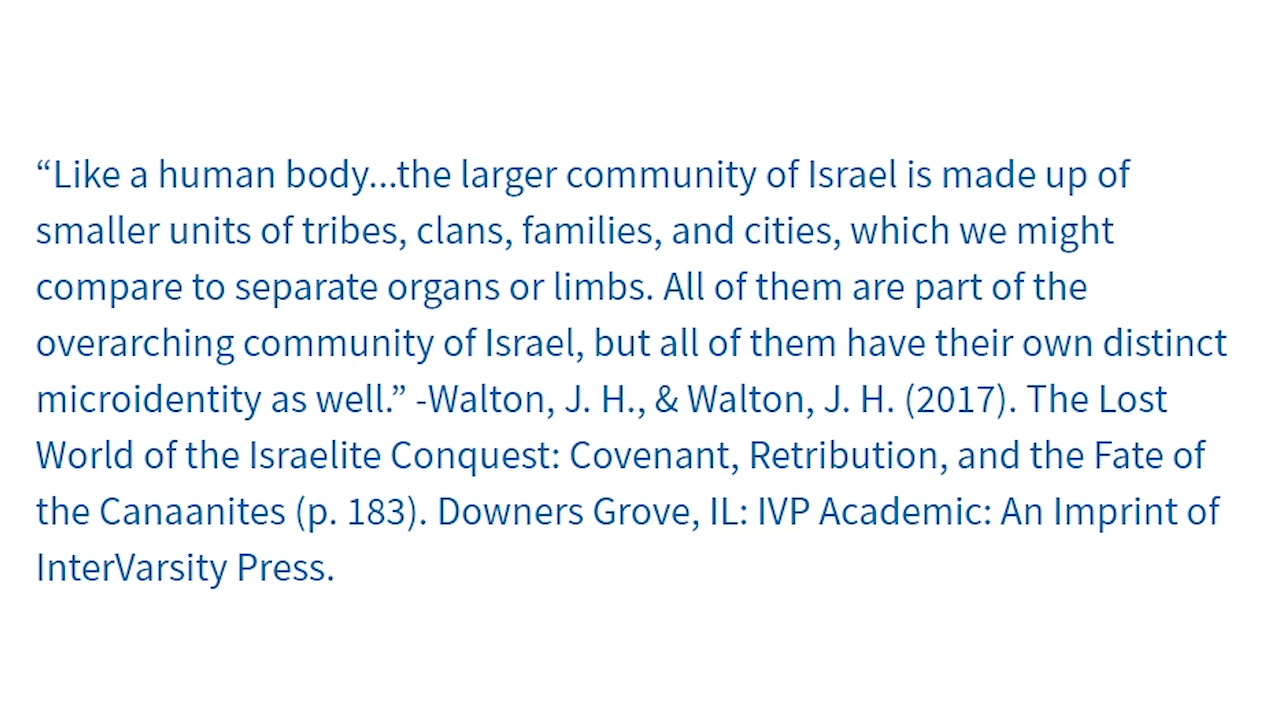 “Like a human body...the larger community of Israel is made up of
smaller units of tribes, clans, families, and cities, which we might
compare to separate organs or limbs. All of them are part of the
overarching community of Israel, but all of them have their own distinct
microidentity as well.” -Walton, J. H., & Walton, J. H. (2017). The Lost
World of the Israelite Conquest: Covenant, Retribution, and the Fate of
the Canaanites (p. 183). Downers Grove, IL: IVP Academic: An Imprint of
InterVarsity Press.